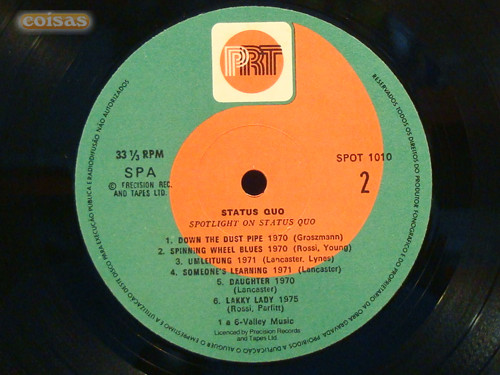 coisas
PRT
33 1/3 RPM
SPA
Ⓟ PRECISION REC.
AND TAPES LTD.
SPOT 1010
2
STATUS QUO
SPOTLIGHT ON STATUS QUO
1. DOWN THE DUST PIPE 1970 (Groszmann)
2. SPINNING WHEEL BLUES 1970 (Rossi, Young)
3. UMLEITUNG 1971 (Lancaster, Lynes)
4. SOMEONE'S LEARNING 1971 (Lancaster)
5. DAUGHTER 1970
(Lancaster)
6. LAKKY LADY 1975
(Rossi, Parfitt)
1 a 6-Valley Music
Licenced by Precision Records
and Tapes Ltd
RESERVADOS TODOS OS DIREITOS DO PRODUTOR FONOGRÁFICO E DO PROPRIETÁRIO DA OBRA GRAVADA. PROIBIDOS A DUPLICAÇÃO O ALUGUER O EMPRÉSTIMO E A UTILIZAÇÃO DESTE DISCO PARA EXECUÇÃO PÚBLICA E RADIODIFUSÃO NÃO AUTORIZADOS